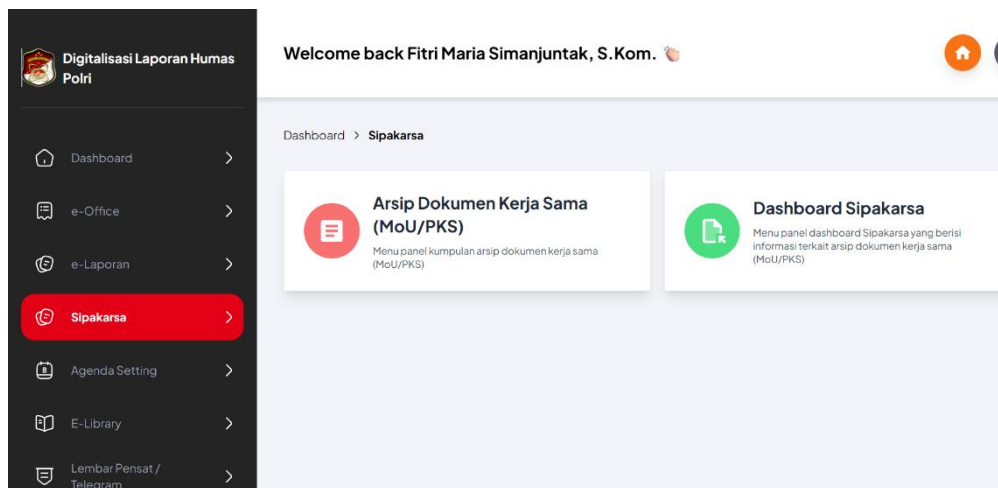 Digitalisasi Laporan Humas
Polri
Welcome back Fitri Maria Simanjuntak, S.Kom.
Dashboard > Sipakarsa
Dashboard
e-Office
e-Laporan
Sipakarsa
Agenda Setting
E-Library
Lembar Pensat /
Telegram
Arsip Dokumen Kerja Sama
(MoU/PKS)
Menu panel kumpulan arsip dokumen kerja sama
(MoU/PKS)
Dashboard Sipakarsa
Menu panel dashboard Sipakarsa yang berisi
informasi terkait arsip dokumen kerja sama
(MoU/PKS)